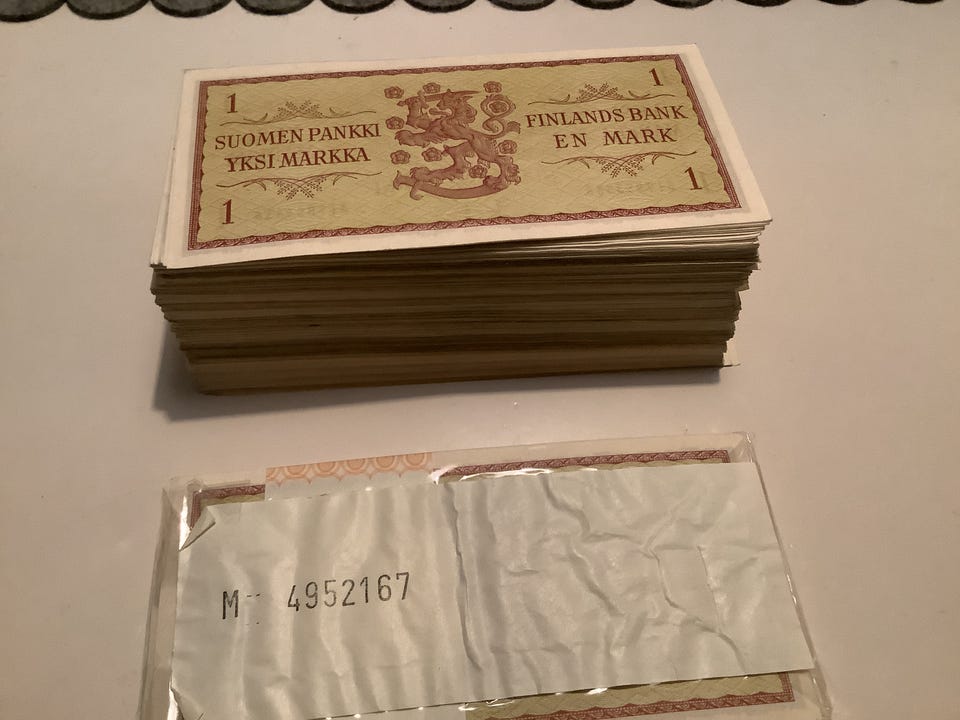 1
SUOMEN PANKKI
YKSI MARKKA
1
1
FINLANDS BANK
EN MARK
1
M-- 4952167